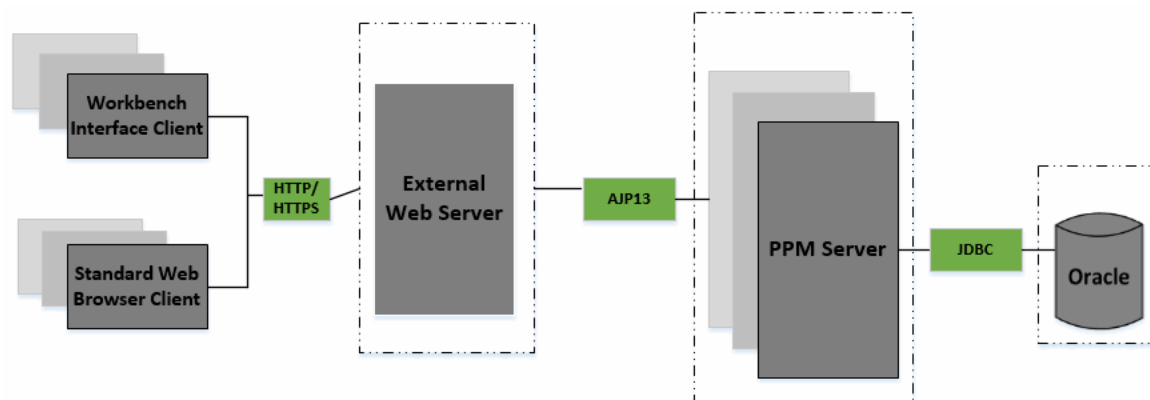 Workbench
Interface Client
HTTP/
HTTPS
Standard Web
Browser Client
External
Web Server
AJP13
PPM Server
JDBC
Oracle